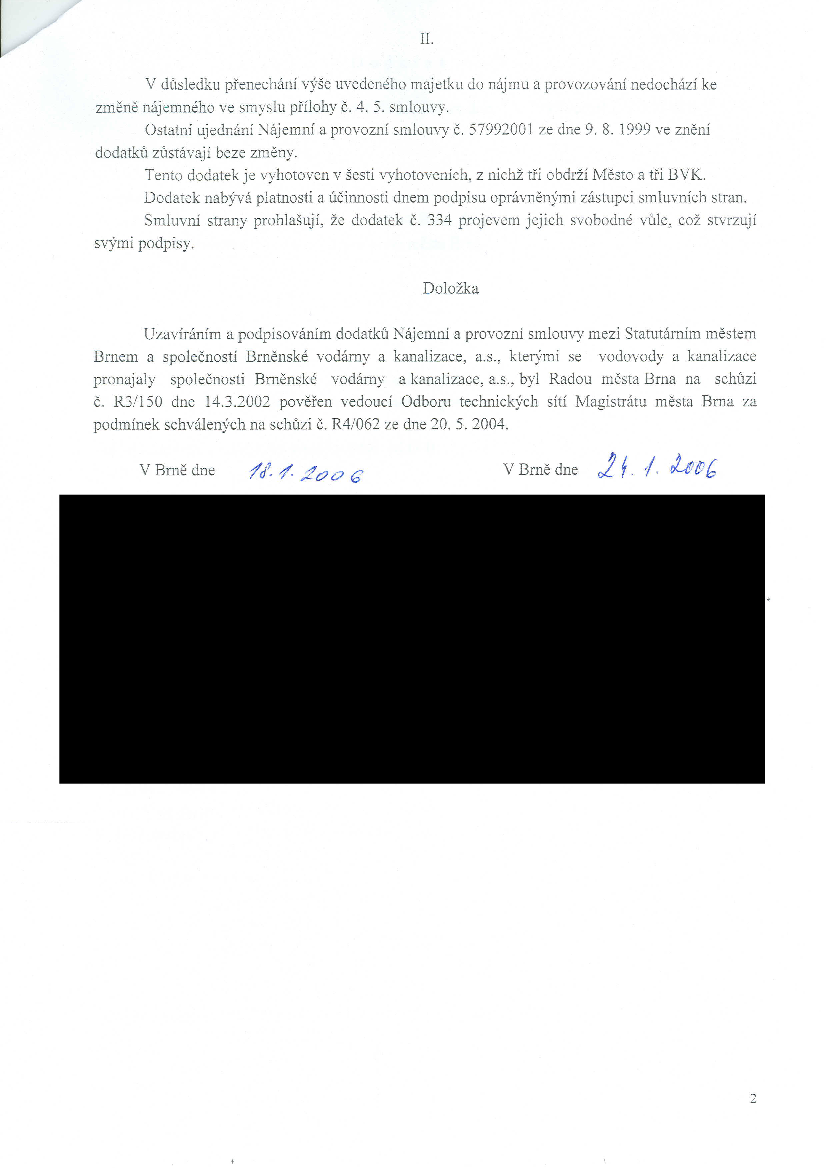 II.
V důsledku přenechání výše uvedeného majetku do nájmu a provozování nedochází ke
změně nájemného ve smyslu přílohy č. 4. 5. smlouvy.
Ostatní ujednání Nájemní a provozní smlouvy č. 57992001 ze dne 9. 8. 1999 ve znění
dodatků zůstávají beze změny.
Tento dodatek je vyhotoven v šesti vyhotoveních, z nichž tři obdrží Město a tři BVK.
Dodatek nabývá platnosti a účinnosti dnem podpisu oprávněnými zástupci smluvních stran.
Smluvní strany prohlašují, že dodatek č. 334 projevem jejich svobodné vůle, což stvrzují
svými podpisy.
Doložka
Uzavíráním a podpisováním dodatků Nájemní a provozní smlouvy mezi Statutárním městem
Brnem a společností Brněnské vodárny a kanalizace, a.s., kterými se vodovody a kanalizace
pronajaly společnosti Brněnské vodárny a kanalizace, a.s., byl Radou města Brna na schůzi
č. R3/150 dne 14.3.2002 pověřen vedoucí Odboru technických sítí Magistrátu města Brna za
podmínek schválených na schůzi č. R4/062 ze dne 20. 5. 2004.
V Brně dne 18. 1. 2006 V Brně dne 24. 1. 2006
2